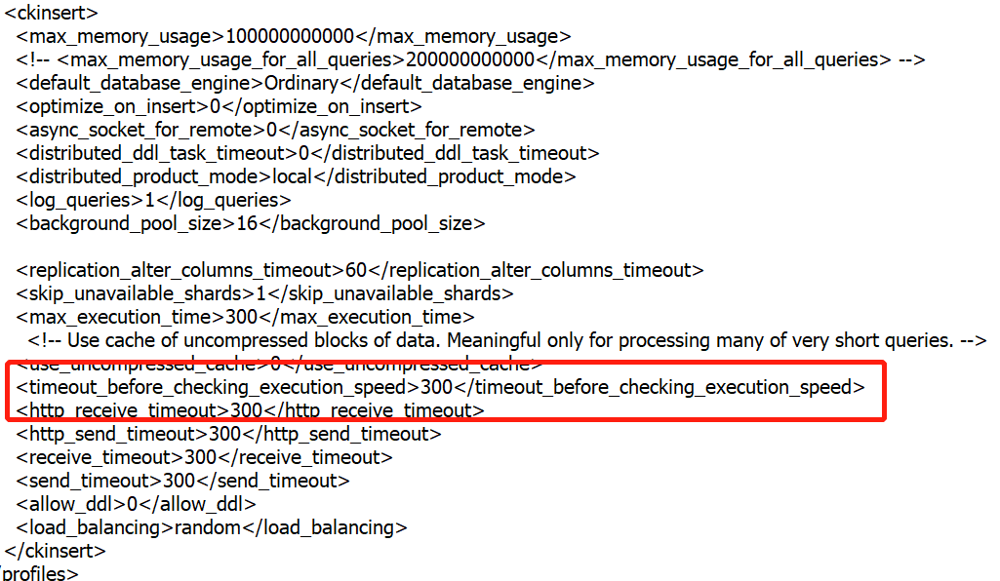 <ckinsert>
<max_memory_usage>100000000000</max_memory_usage>
<!-- <max_memory_usage_for_all_queries>200000000000</max_memory_usage_for_all_queries> -->
<default_database_engine>Ordinary</default_database_engine>
<optimize_on_insert>0</optimize_on_insert>
<async_socket_for_remote>0</async_socket_for_remote>
<distributed_ddl_task_timeout>0</distributed_ddl_task_timeout>
<distributed_product_mode>local</distributed_product_mode>
<log_queries>1</log_queries>
<background_pool_size>16</background_pool_size>
<replication_alter_columns_timeout>60</replication_alter_columns_timeout>
<skip_unavailable_shards>1</skip_unavailable_shards>
<max_execution_time>300</max_execution_time>
<!-- Use cache of uncompressed blocks of data. Meaningful only for processing many of very short queries. -->
<use_uncompressed_cache>0</use_uncompressed_cache>
<timeout_before_checking_execution_speed>300</timeout_before_checking_execution_speed>
<http_receive_timeout>300</http_receive_timeout>
<http_send_timeout>300</http_send_timeout>
<receive_timeout>300</receive_timeout>
<send_timeout>300</send_timeout>
<allow_ddl>0</allow_ddl>
<load_balancing>random</load_balancing>
</ckinsert>
/profiles>